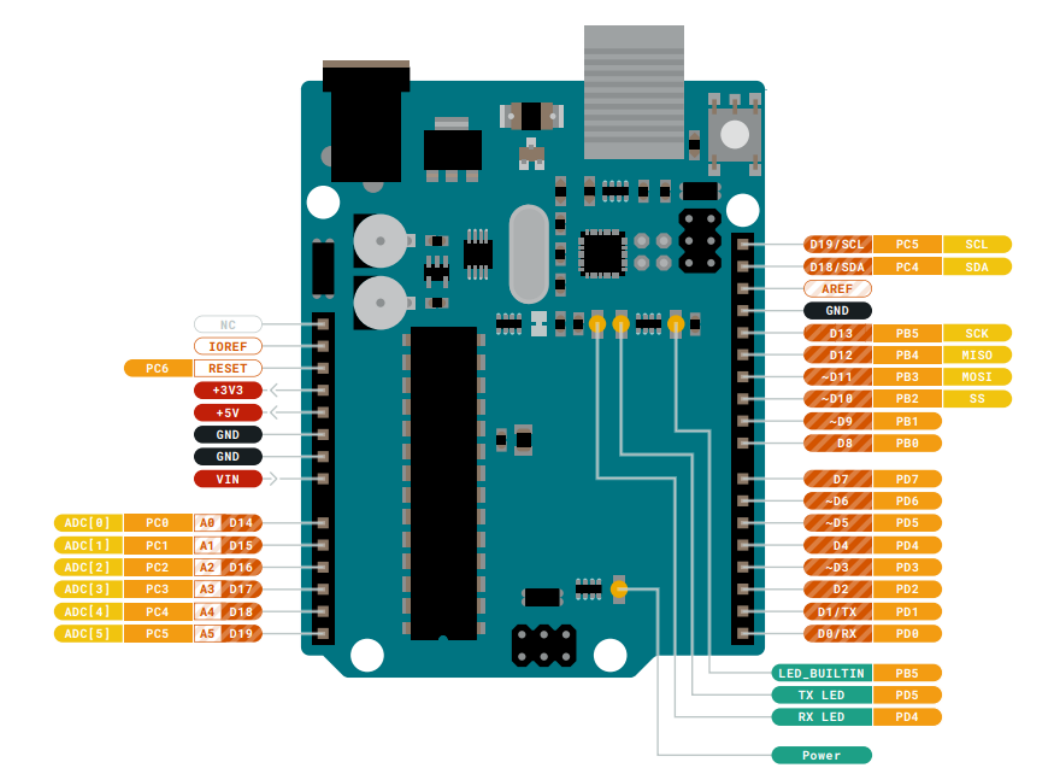 D19/SCL PC5 SCL
D18/SDA PC4 SDA
AREF
GND
NC
D13 PB5 SCK
IOREF
D12 PB4 MISO
PC6 RESET
~D11 PB3 MOSI
+3V3
~D10 PB2 SS
+5V
~D9 PB1
GND
D8 PB0
GND
VIN
D7 PD7
~D6 PD6
ADC[0] PC0 A0 D14
~D5 PD5
ADC[1] PC1 A1 D15
D4 PD4
ADC[2] PC2 A2 D16
~D3 PD3
ADC[3] PC3 A3 D17
D2 PD2
ADC[4] PC4 A4 D18
D1/TX PD1
ADC[5] PC5 A5 D19
D0/RX PD0
LED_BUILTIN PB5
TX LED PD5
RX LED PD4
Power